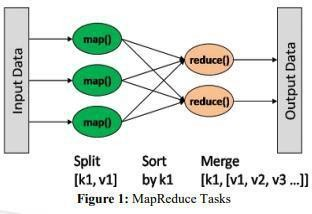 Input Data
map()
map()
map()
reduce()
reduce()
Output Data
Split Sort Merge
[k1, v1] by k1 [k1, [v1, v2, v3 ...]]
Figure 1: MapReduce Tasks